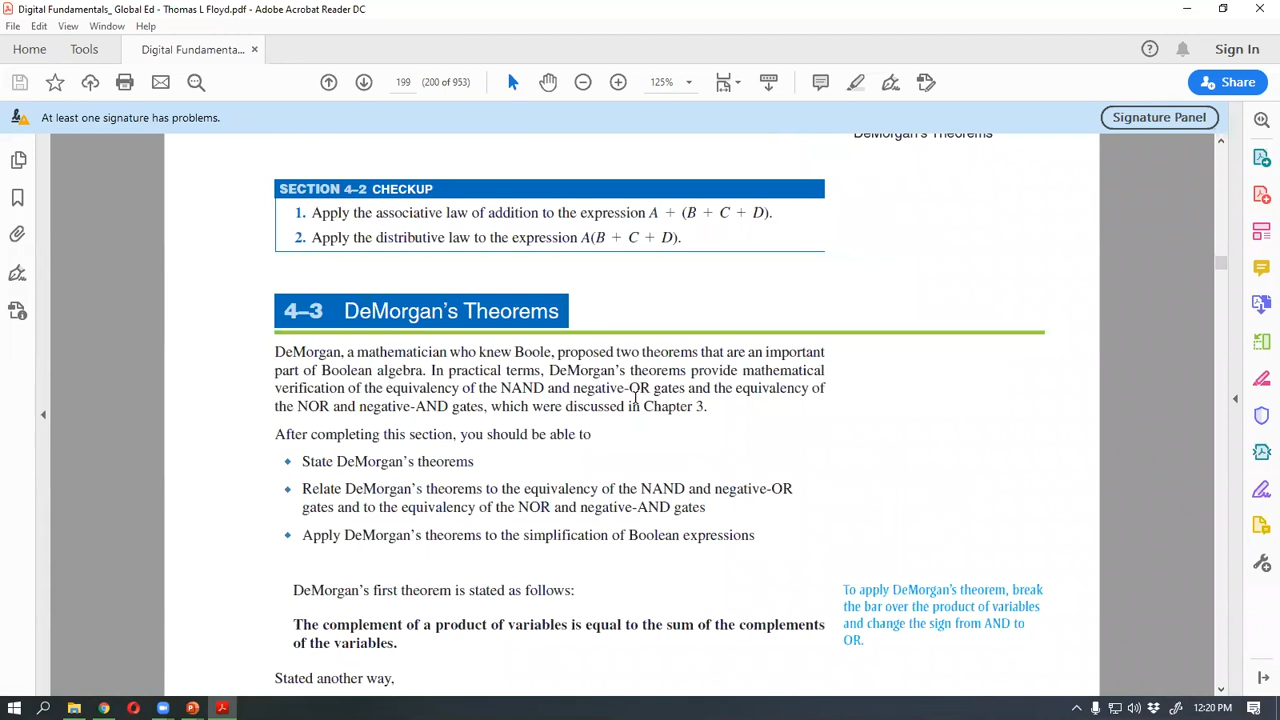 Digital Fundamentals_ Global Ed - Thomas L Floyd.pdf - Adobe Acrobat Reader DC
File Edit View Window Help
Home Tools Digital Fundamenta... × Sign In
199 (200 of 953) 125% Share
At least one signature has problems. Signature Panel
DeMorgan's Theorems
SECTION 4–2 CHECKUP
1. Apply the associative law of addition to the expression A + (B + C + D).
2. Apply the distributive law to the expression A(B + C + D).
4–3 DeMorgan's Theorems
DeMorgan, a mathematician who knew Boole, proposed two theorems that are an important
part of Boolean algebra. In practical terms, DeMorgan's theorems provide mathematical
verification of the equivalency of the NAND and negative-OR gates and the equivalency of
the NOR and negative-AND gates, which were discussed in Chapter 3.
After completing this section, you should be able to
◆ State DeMorgan's theorems
◆ Relate DeMorgan's theorems to the equivalency of the NAND and negative-OR
gates and to the equivalency of the NOR and negative-AND gates
◆ Apply DeMorgan's theorems to the simplification of Boolean expressions
DeMorgan's first theorem is stated as follows:
The complement of a product of variables is equal to the sum of the complements
of the variables.
Stated another way,
To apply DeMorgan's theorem, break
the bar over the product of variables
and change the sign from AND to
OR.
12:20 PM